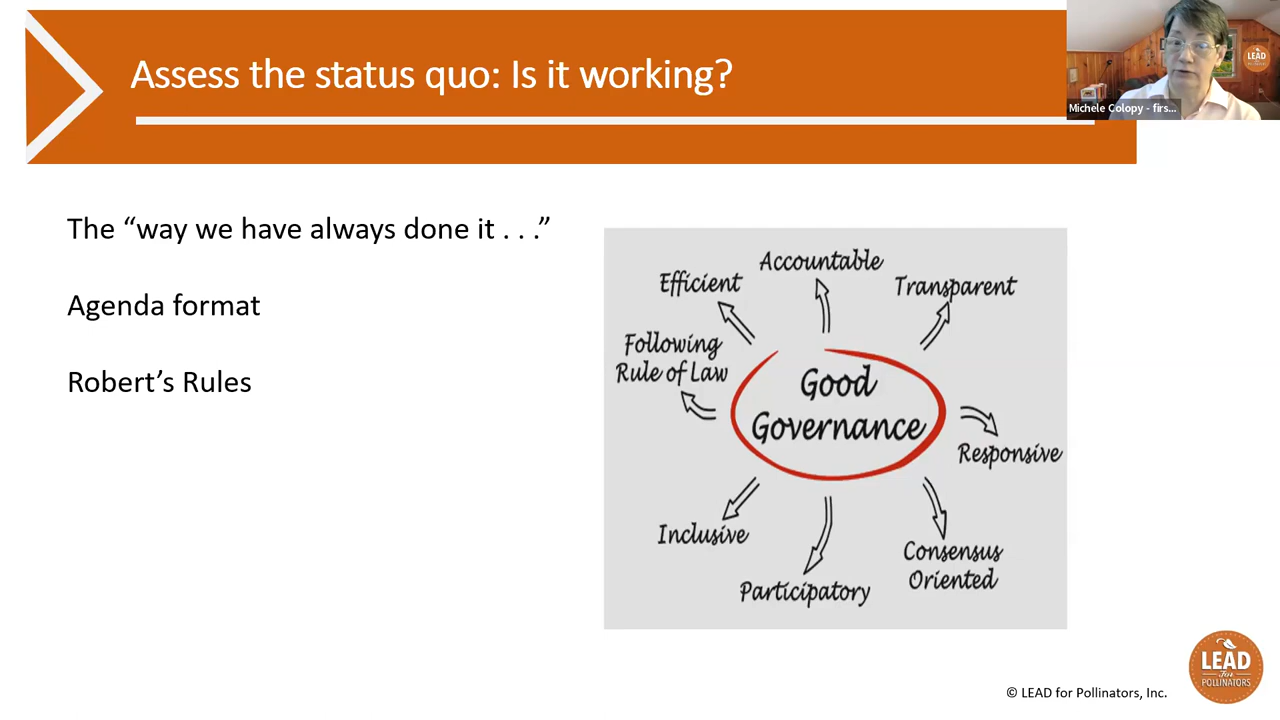 Assess the status quo: Is it working?
LEAD
Michele Colopy - firs...
The “way we have always done it . . .”
Agenda format
Robert’s Rules
Accountable
Efficient
Transparent
Following
Rule of Law
Good
Governance
Responsive
Inclusive
Consensus
Oriented
Participatory
LEAD
for
POLLINATORS
© LEAD for Pollinators, Inc.